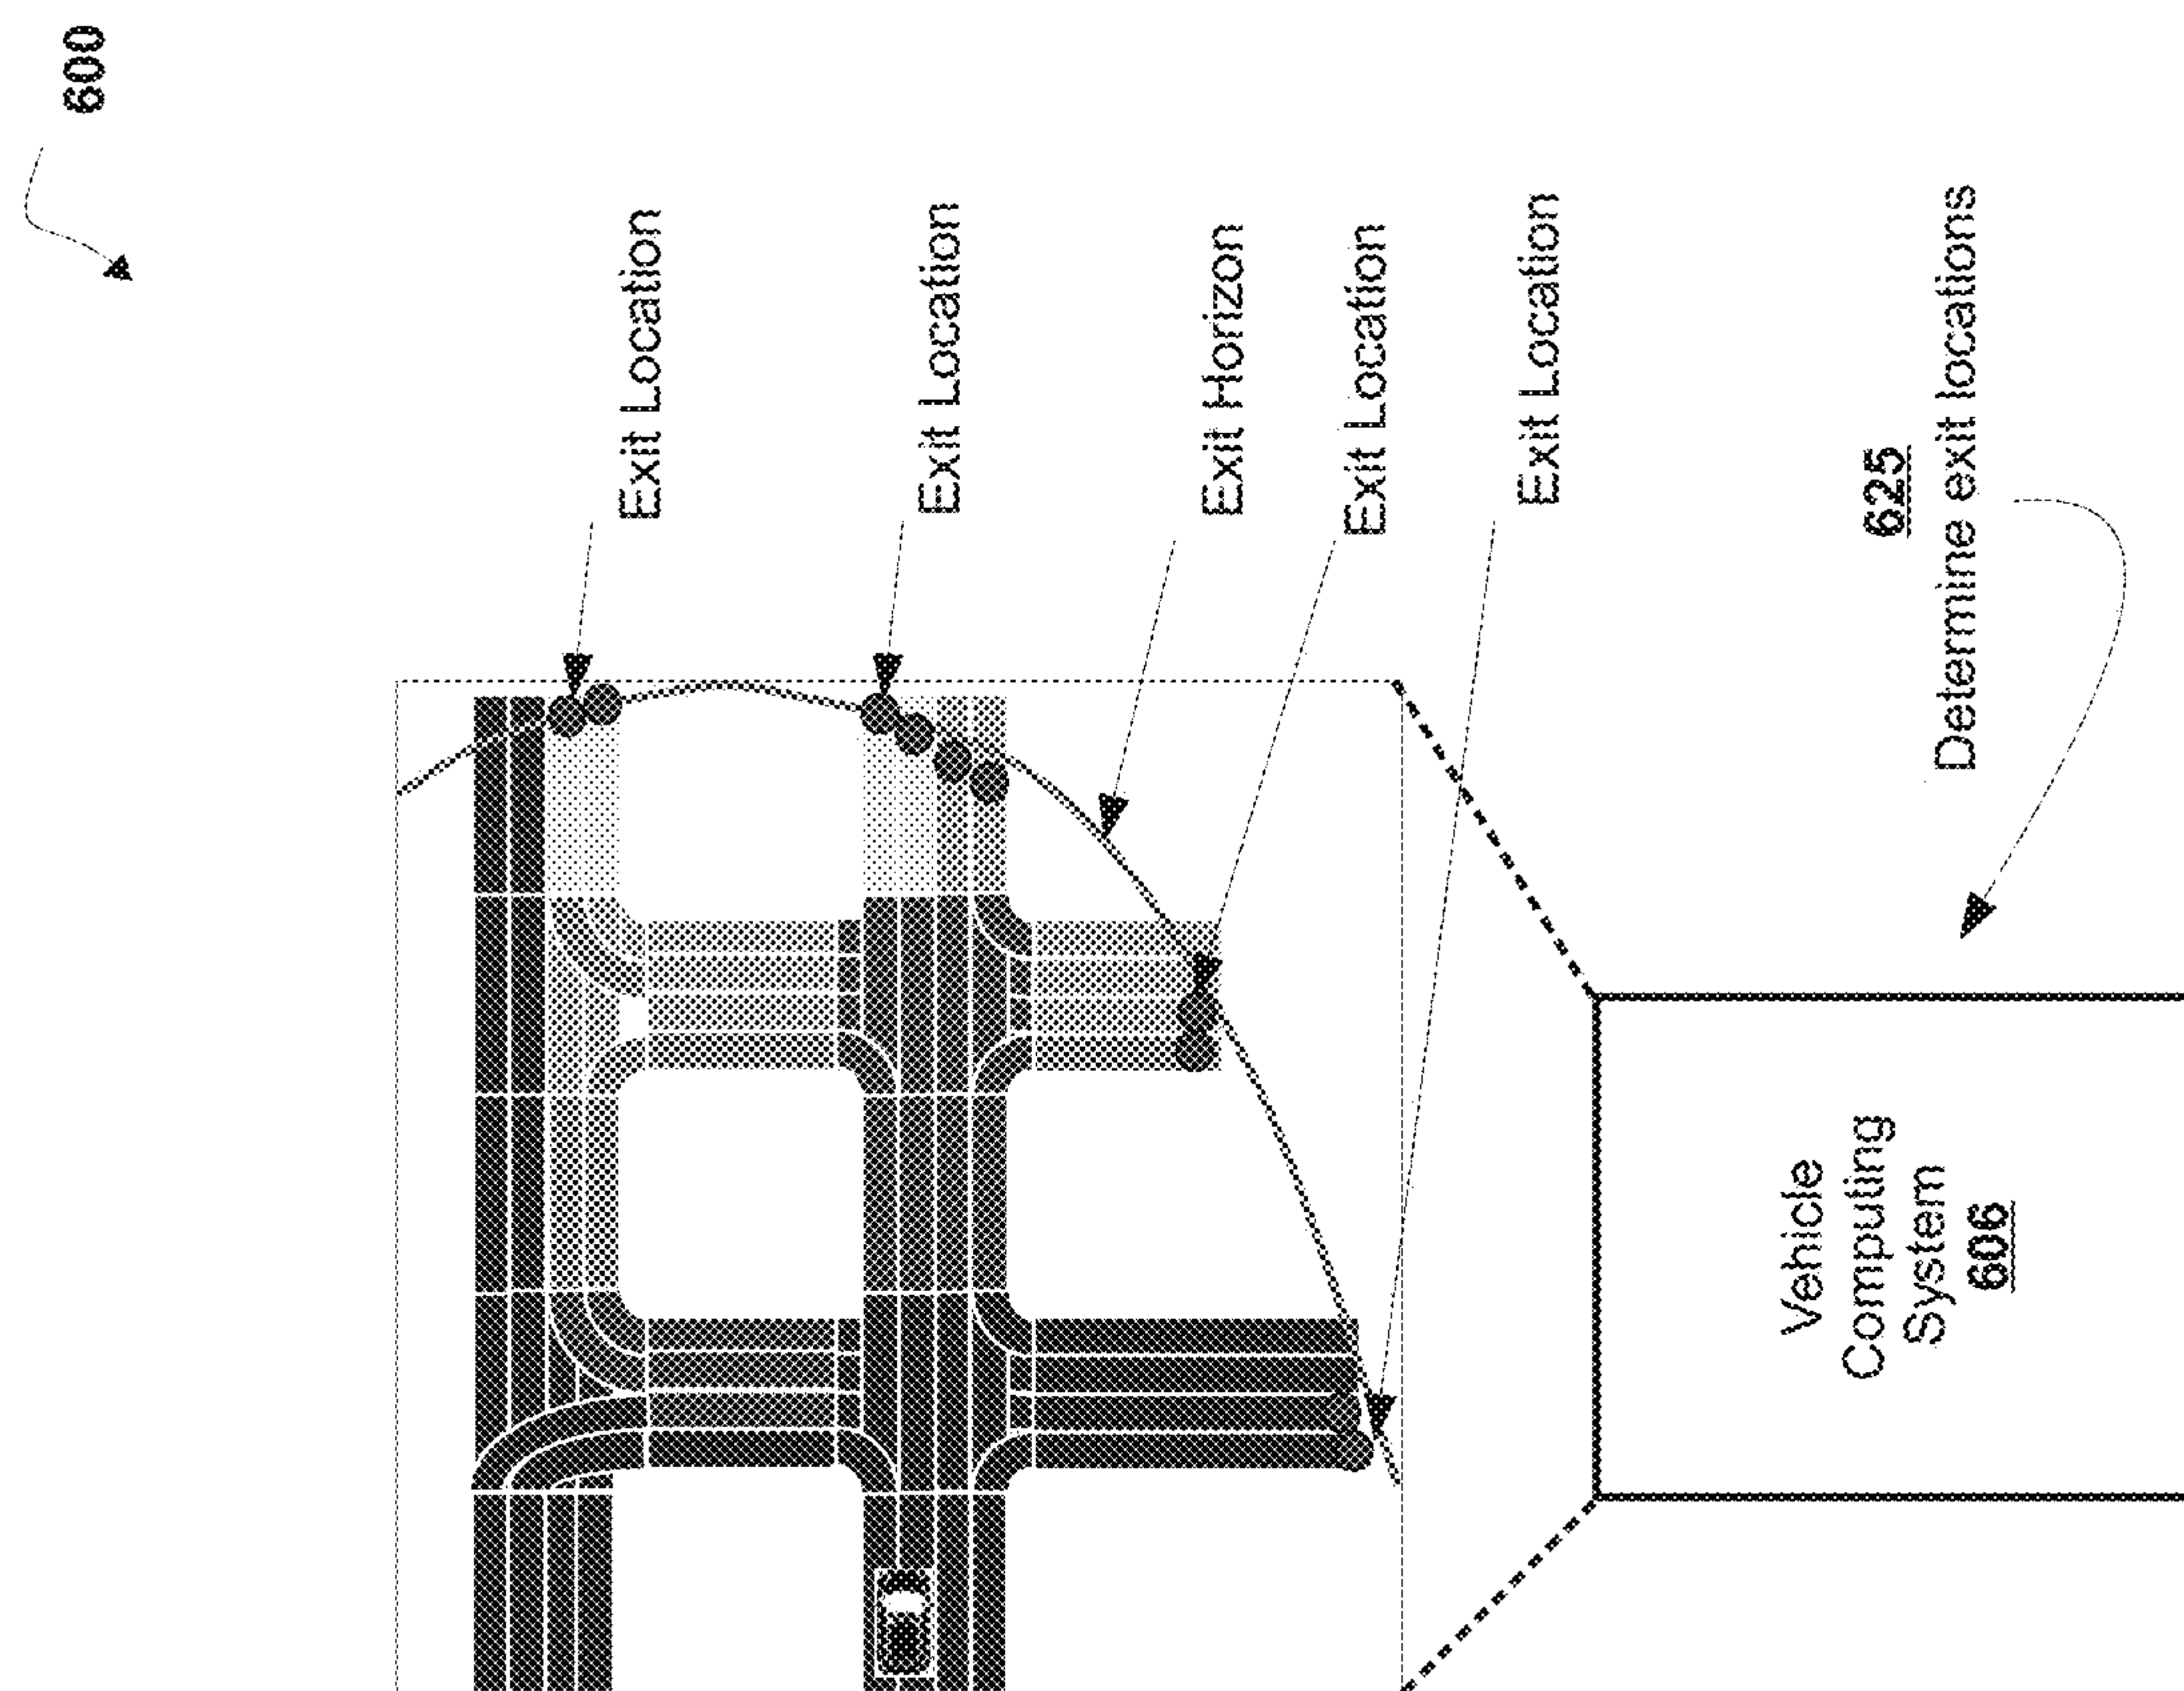 600
Exit Location
Exit Location
Exit Horizon
Exit Location
Exit Location
625
Determine exit locations
Vehicle
Computing
System
606